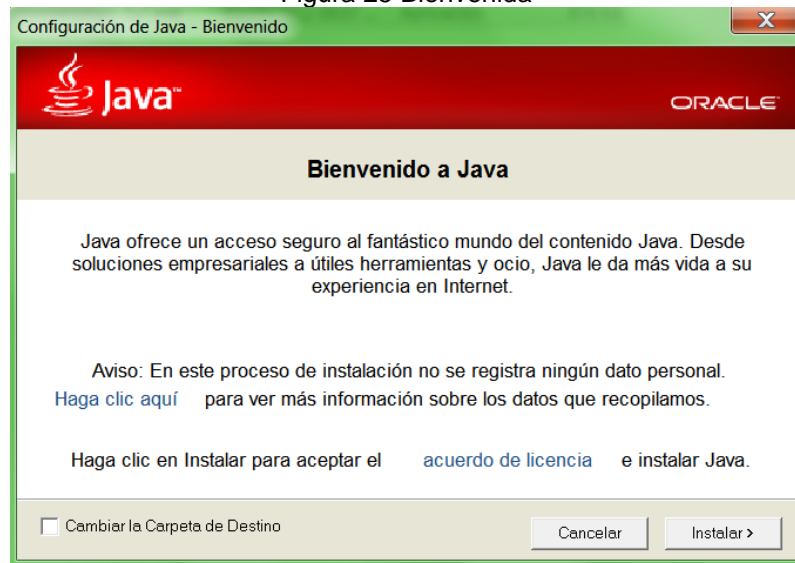 Figura 28 Bienvenida
Configuración de Java - Bienvenido
Java™
ORACLE
Bienvenido a Java
Java ofrece un acceso seguro al fantástico mundo del contenido Java. Desde
soluciones empresariales a útiles herramientas y ocio, Java le da más vida a su
experiencia en Internet.
Aviso: En este proceso de instalación no se registra ningún dato personal.
Haga clic aquí para ver más información sobre los datos que recopilamos.
Haga clic en Instalar para aceptar el acuerdo de licencia e instalar Java.
Cambiar la Carpeta de Destino
Cancelar
Instalar >